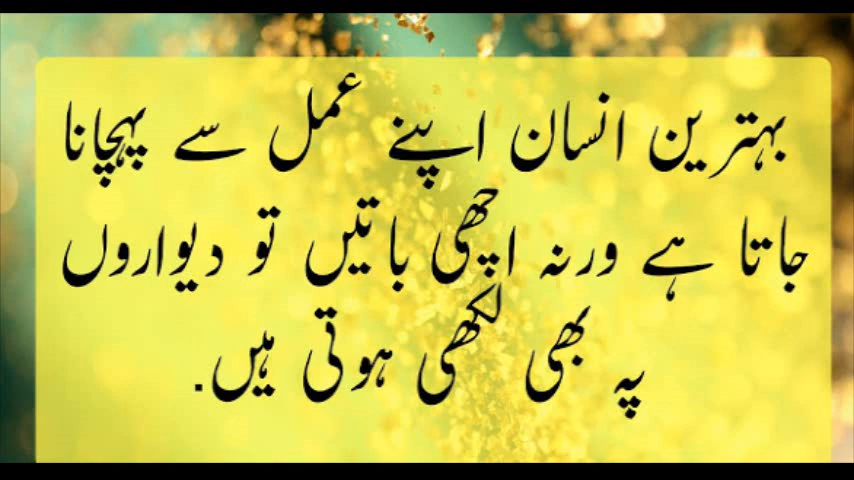 بہترین انسان اپنے عمل سے پہچانا
جاتا ہے ورنہ اچھی باتیں تو دیواروں
پہ بھی لکھی ہوتی ہیں.